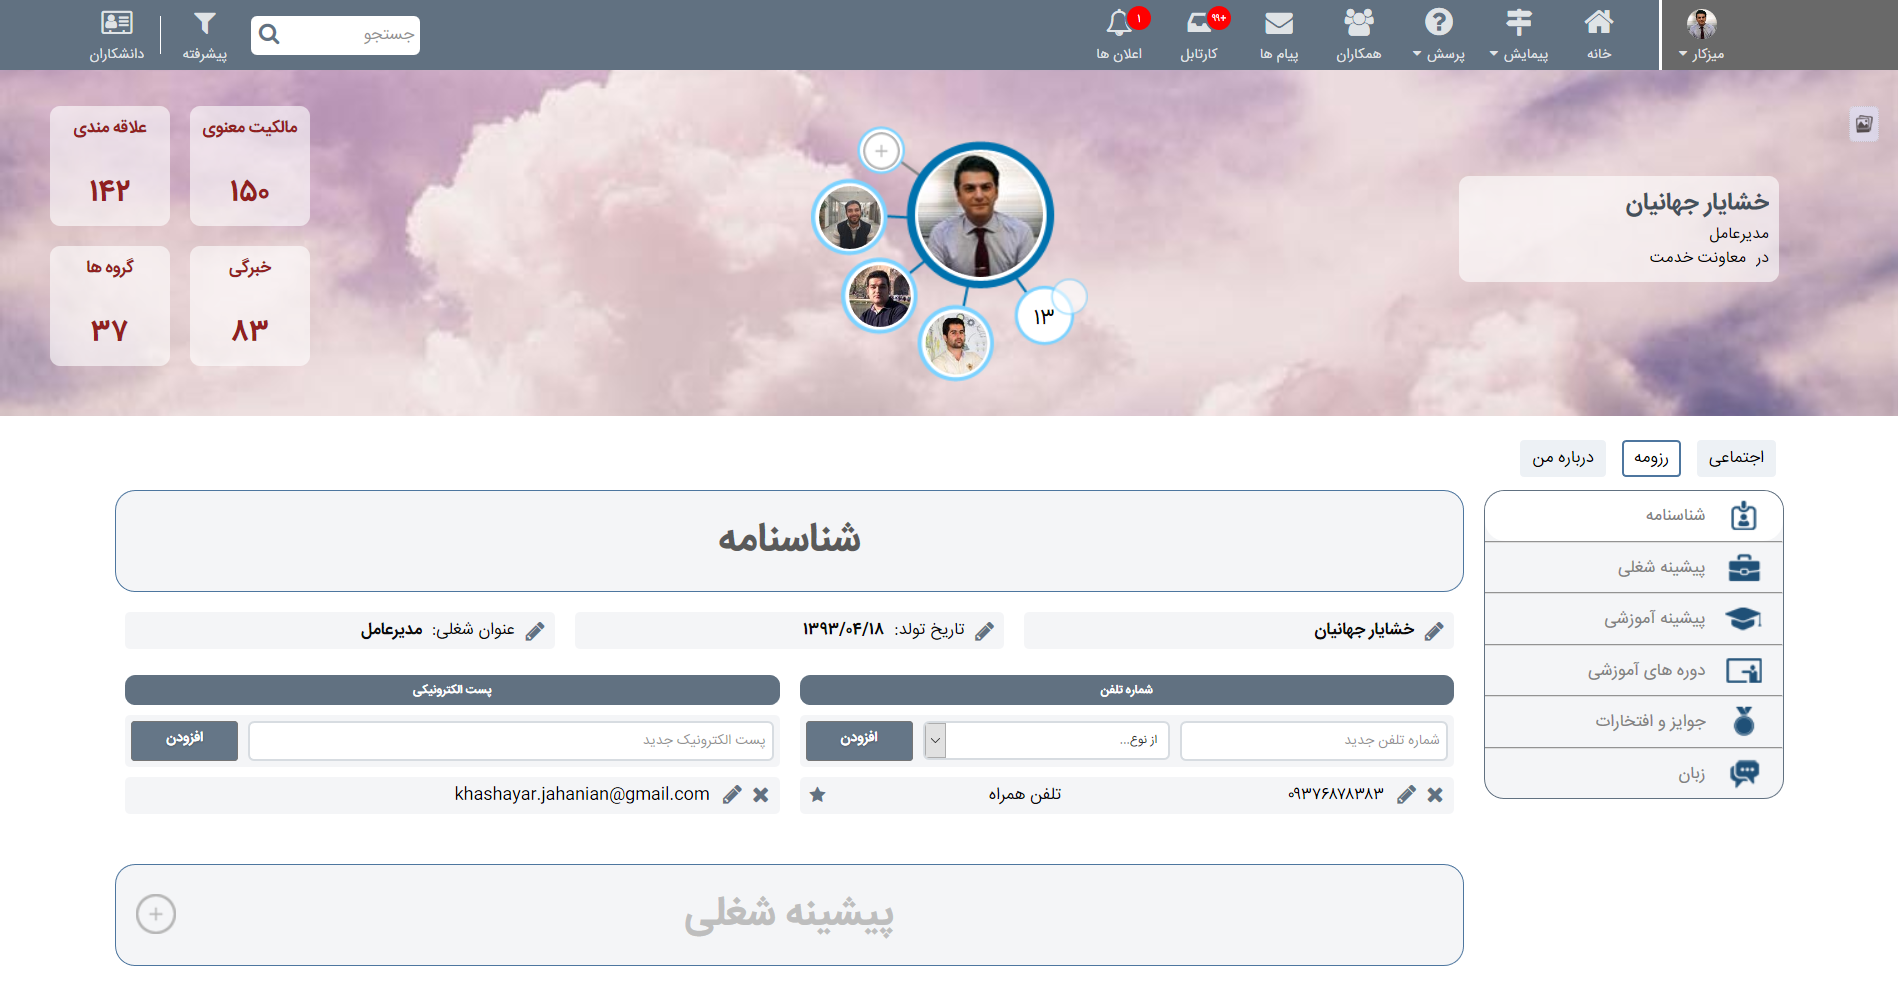 میزکار
خانه
پیمایش
پرسش
همکاران
پیام ها
+۹۹
کارتابل
۱
اعلان ها
جستجو
پیشرفته
دانشکاران
خشایار جهانیان
مدیرعامل
در معاونت خدمت
۱۳
مالکیت معنوی
۱۵۰
علاقه مندی
۱۴۲
خبرگی
۸۳
گروه ها
۳۷
اجتماعی
رزومه
درباره من
شناسنامه
پیشینه شغلی
پیشینه آموزشی
دوره های آموزشی
جوایز و افتخارات
زبان
شناسنامه
خشایار جهانیان
تاریخ تولد: ۱۳۹۳/۰۴/۱۸
عنوان شغلی: مدیرعامل
شماره تلفن
شماره تلفن جدید
از نوع...
افزودن
۰۹۳۷۶۸۷۸۳۸۳
تلفن همراه
پست الکترونیکی
پست الکترونیک جدید
افزودن
khashayar.jahanian@gmail.com
پیشینه شغلی